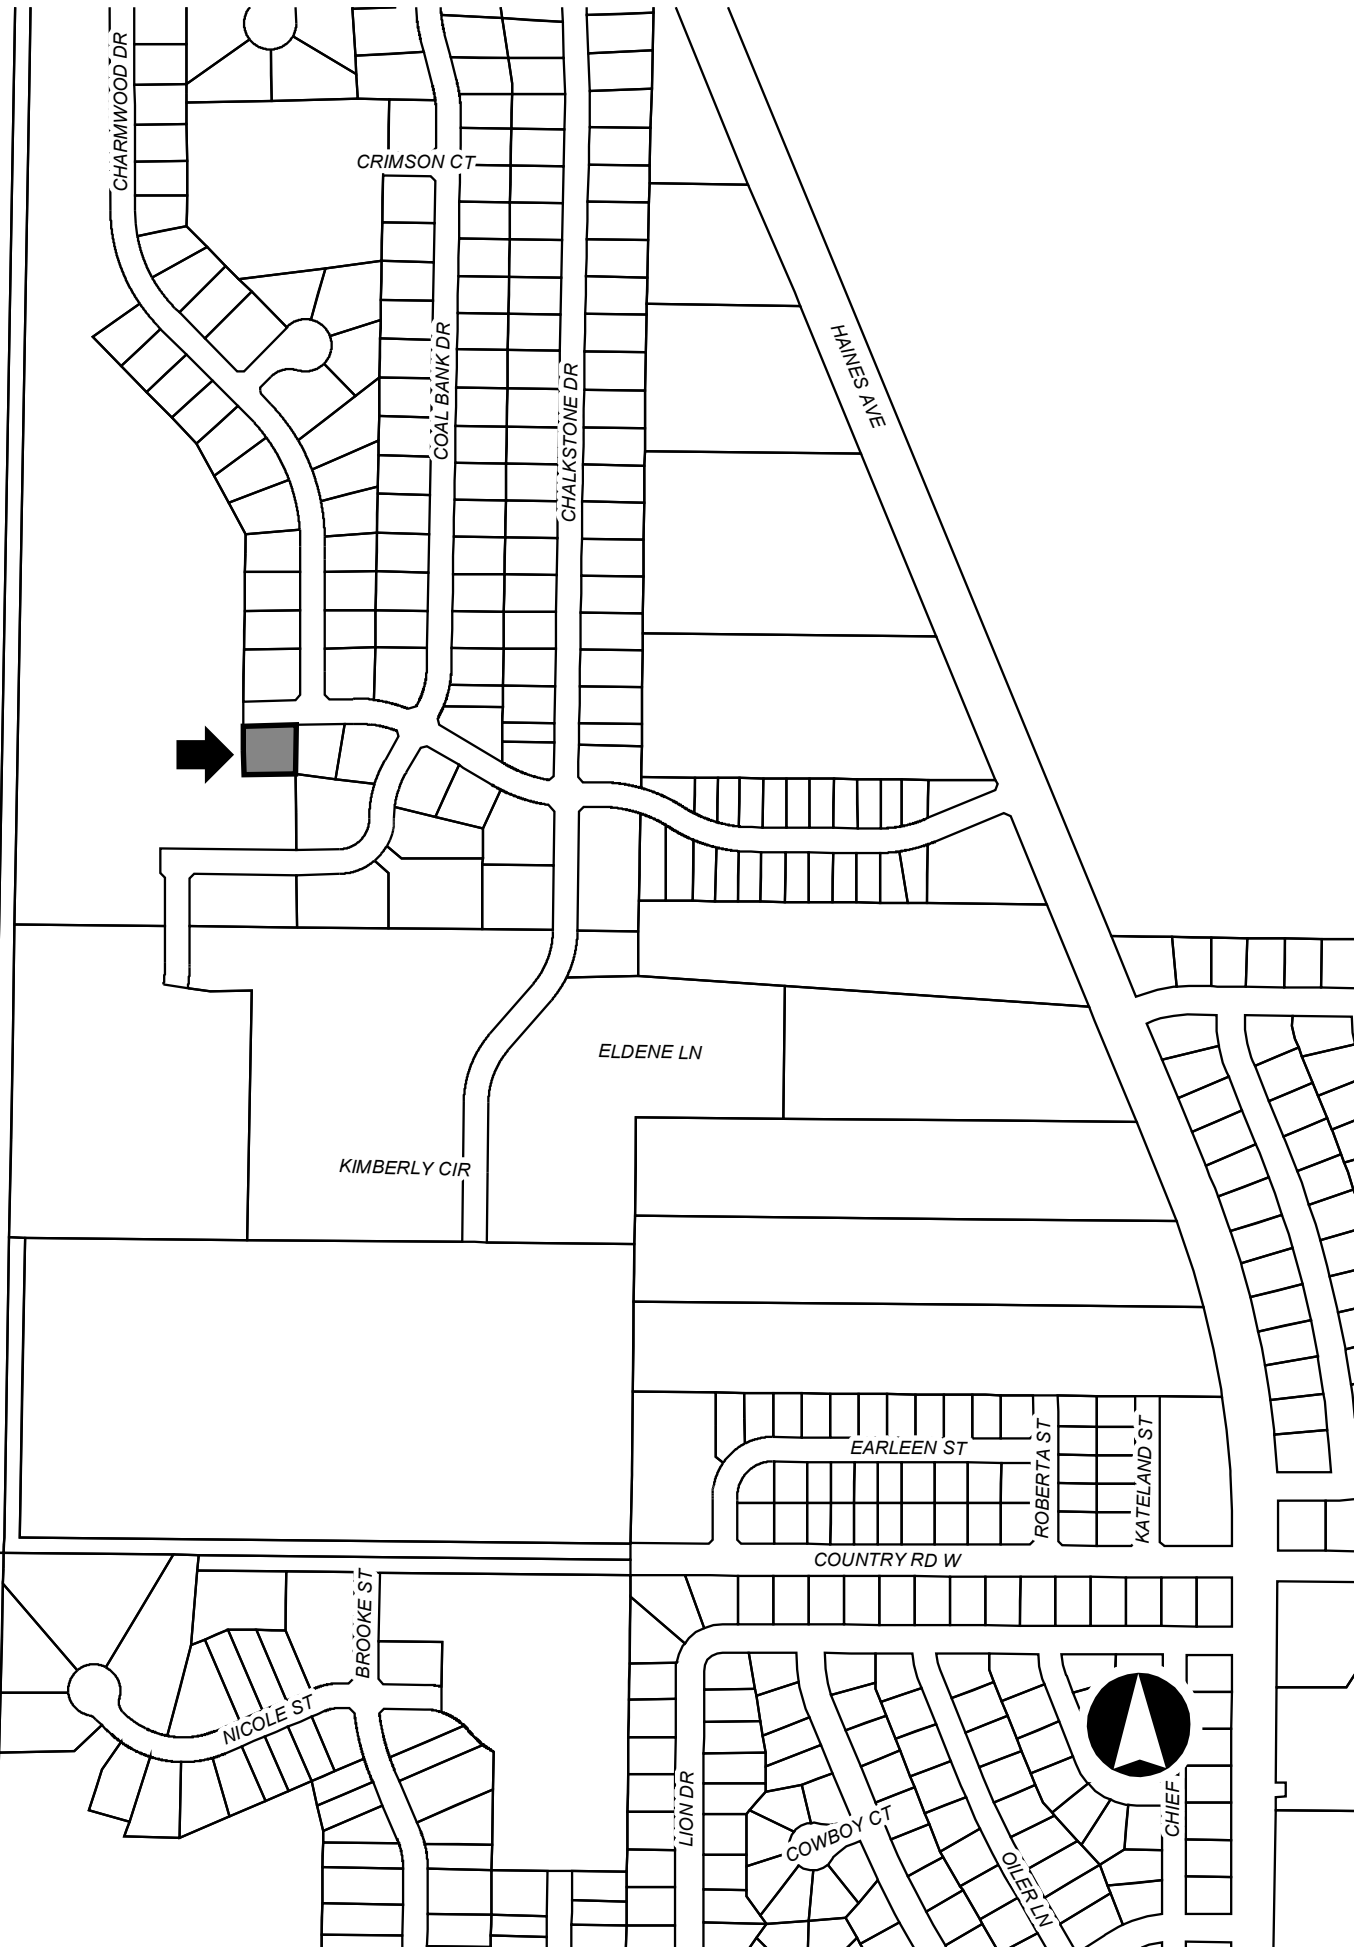 CHARMWOOD DR
CRIMSON CT
COAL BANK DR
CHALKSTONE DR
HAINES AVE
ELDENE LN
KIMBERLY CIR
EARLEEN ST
ROBERTA ST
KATELAND ST
COUNTRY RD W
BROOKE ST
NICOLE ST
LION DR
COWBOY CT
OILER LN
CHIEF